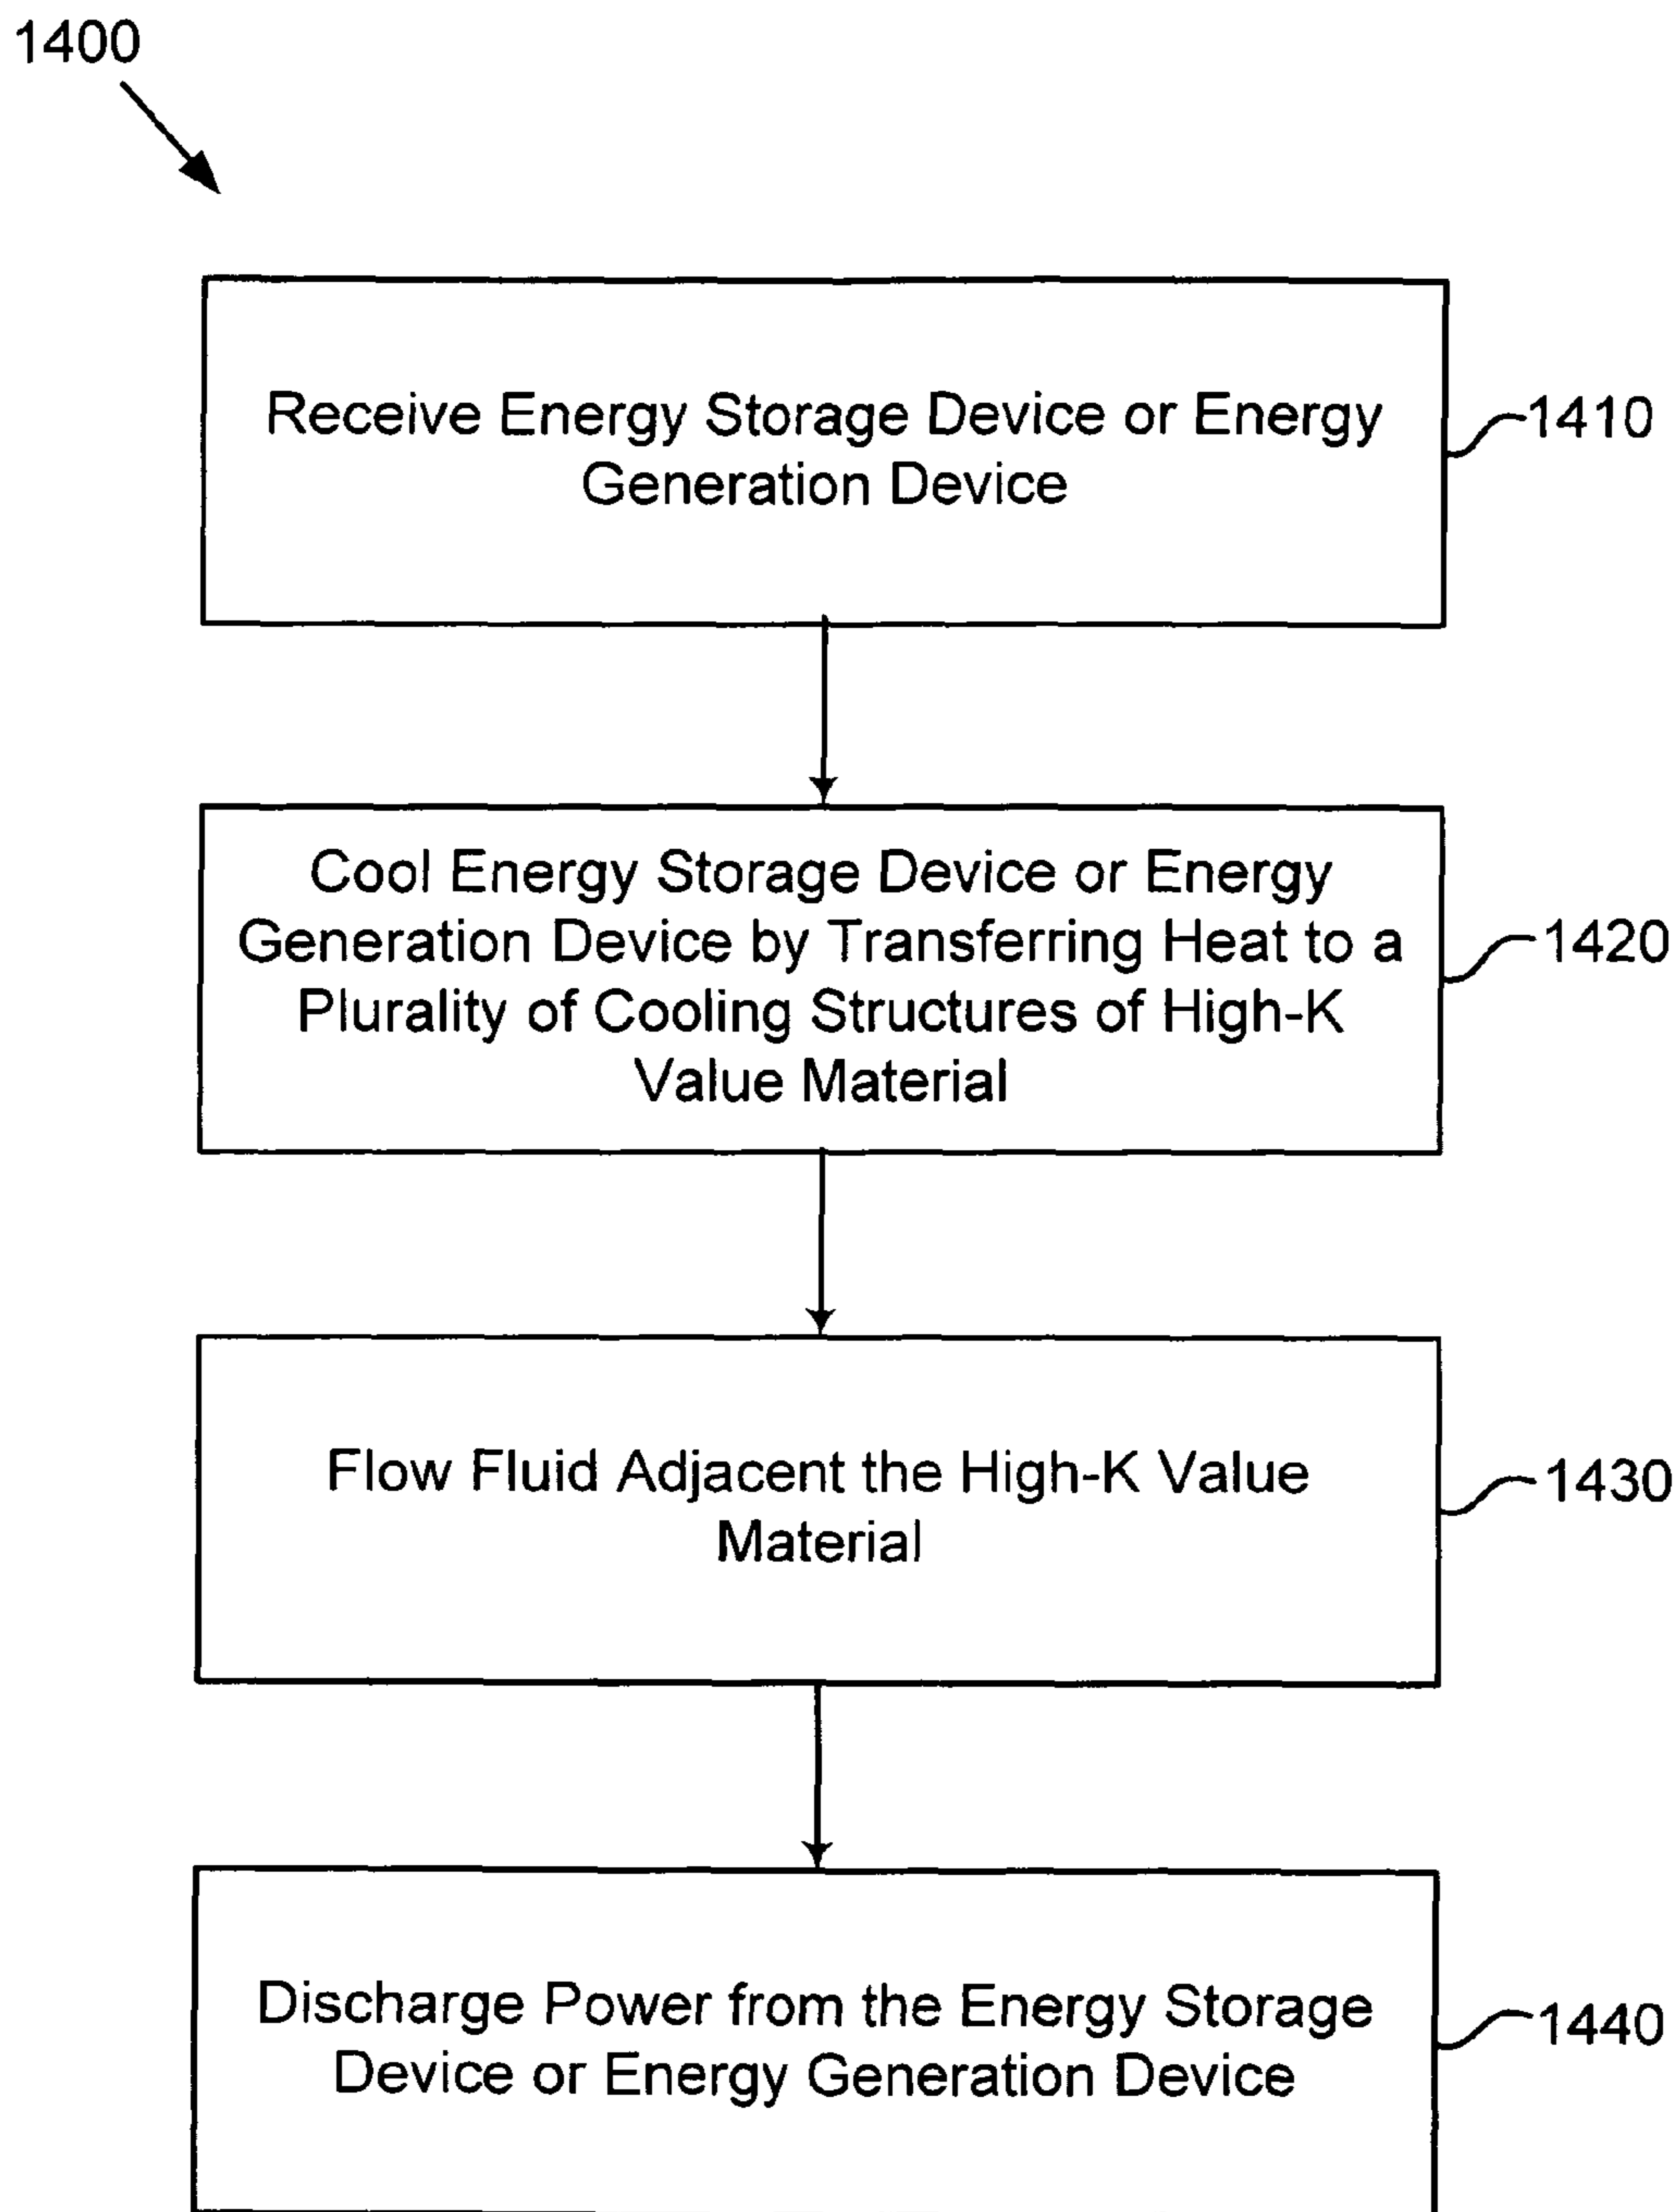 1400
Receive Energy Storage Device or Energy
Generation Device
1410
Cool Energy Storage Device or Energy
Generation Device by Transferring Heat to a
Plurality of Cooling Structures of High-K
Value Material
1420
Flow Fluid Adjacent the High-K Value
Material
1430
Discharge Power from the Energy Storage
Device or Energy Generation Device
1440